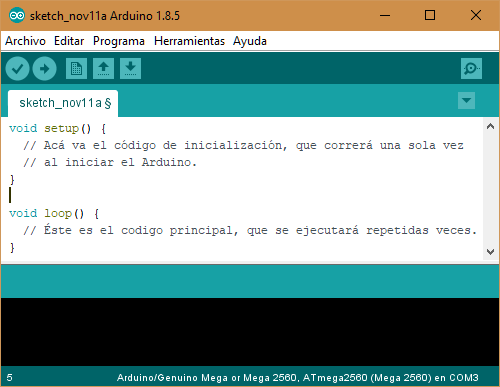 sketch_nov11a Arduino 1.8.5
Archivo Editar Programa Herramientas Ayuda
sketch_nov11a §
void setup() {
// Acá va el código de inicialización, que correrá una sola vez
// al iniciar el Arduino.
}
void loop() {
// Éste es el codigo principal, que se ejecutará repetidas veces.
}
5 Arduino/Genuino Mega or Mega 2560, ATmega2560 (Mega 2560) en COM3